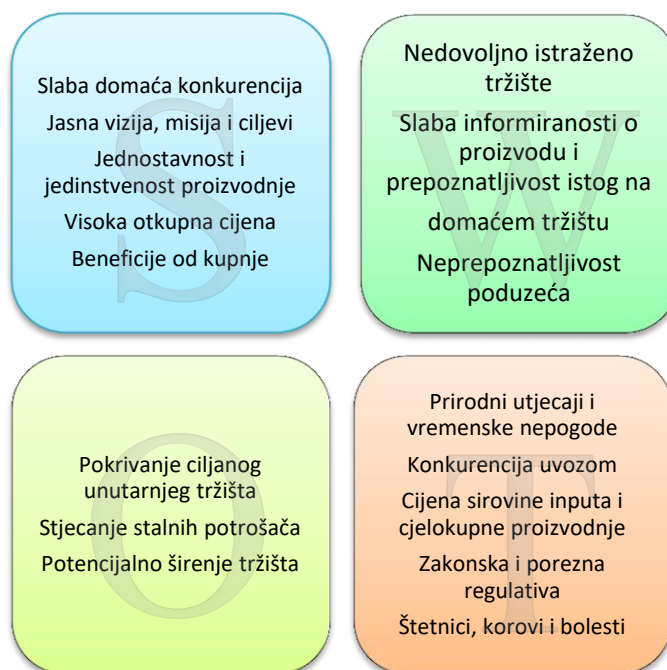 S
Slaba domaća konkurencija
Jasna vizija, misija i ciljevi
Jednostavnost i
jedinstvenost proizvodnje
Visoka otkupna cijena
Beneficije od kupnje
W
Nedovoljno istraženo
tržište
Slaba informiranosti o
proizvodu i
prepoznatljivost istog na
domaćem tržištu
Neprepoznatljivost
poduzeća
O
Pokrivanje ciljanog
unutarnjeg tržišta
Stjecanje stalnih potrošača
Potencijalno širenje tržišta
T
Prirodni utjecaji i
vremenske nepogode
Konkurencija uvozom
Cijena sirovine inputa i
cjelokupne proizvodnje
Zakonska i porezna
regulativa
Štetnici, korovi i bolesti